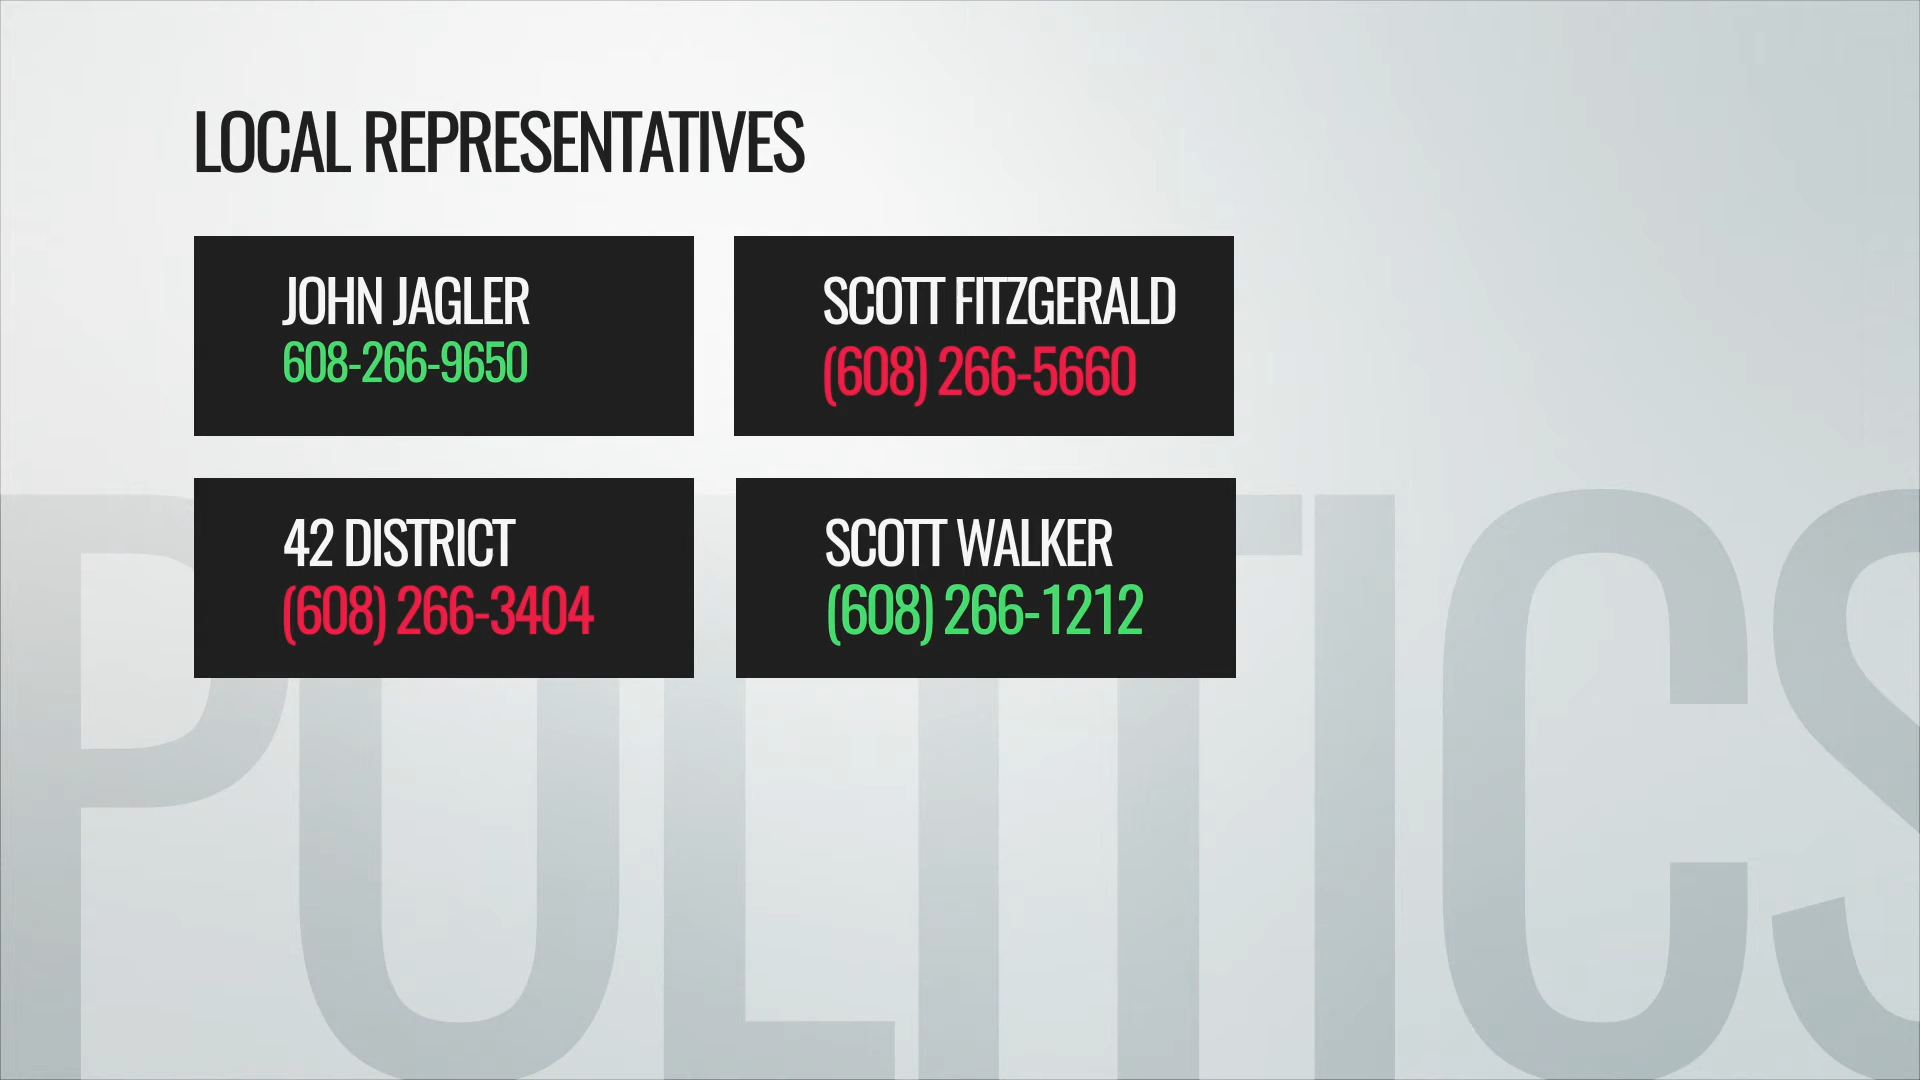 LOCAL REPRESENTATIVES
JOHN JAGLER
608-266-9650
SCOTT FITZGERALD
(608) 266-5660
42 DISTRICT
(608) 266-3404
SCOTT WALKER
(608) 266-1212
POLITICS